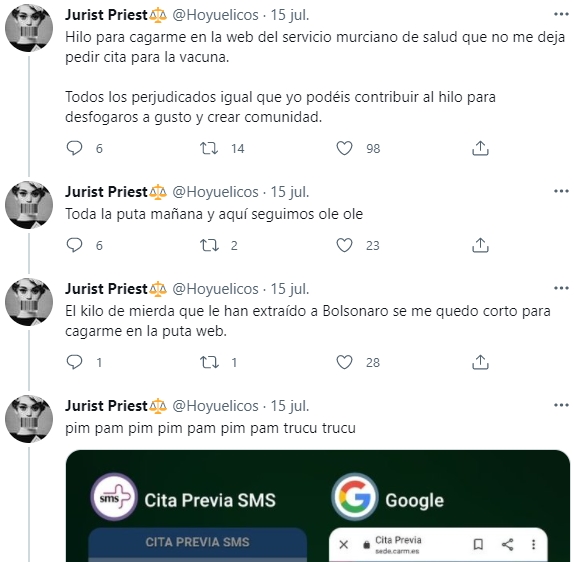 Jurist Priest⚖️ @Hoyuelicos · 15 jul.
Hilo para cagarme en la web del servicio murciano de salud que no me deja
pedir cita para la vacuna.
Todos los perjudicados igual que yo podéis contribuir al hilo para
desfogaros a gusto y crear comunidad.
6 14 98
Jurist Priest⚖️ @Hoyuelicos · 15 jul.
Toda la puta mañana y aquí seguimos ole ole
6 2 23
Jurist Priest⚖️ @Hoyuelicos · 15 jul.
El kilo de mierda que le han extraído a Bolsonaro se me quedo corto para
cagarme en la puta web.
1 1 28
Jurist Priest⚖️ @Hoyuelicos · 15 jul.
pim pam pim pim pam pim pam trucu trucu
sms Cita Previa SMS G Google
CITA PREVIA SMS Cita Previa
sede.carm.es